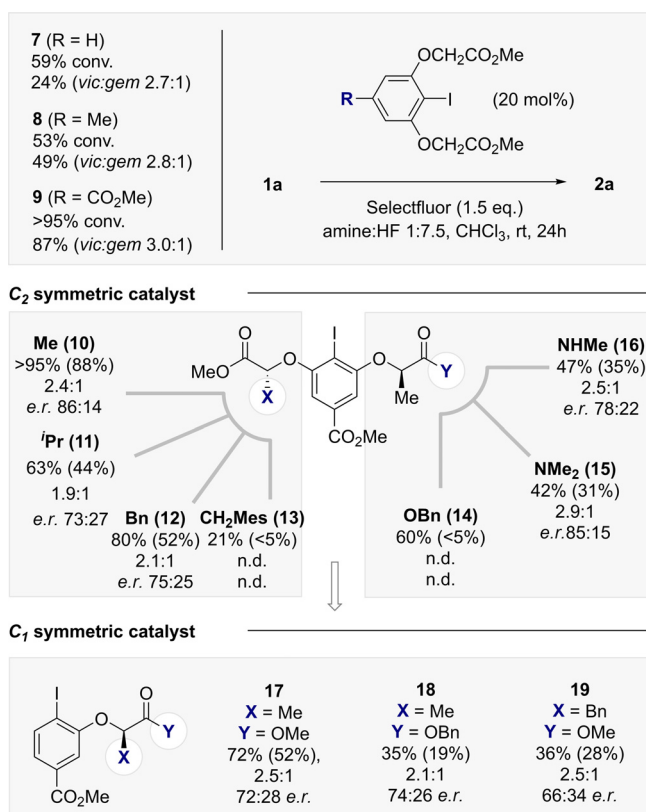 7 (R = H)
59% conv.
24% (vic:gem 2.7:1)
8 (R = Me)
53% conv.
49% (vic:gem 2.8:1)
9 (R = CO₂Me)
>95% conv.
87% (vic:gem 3.0:1)
OCH₂CO₂Me
R
I
(20 mol%)
OCH₂CO₂Me
1a
2a
Selectfluor (1.5 eq.)
amine:HF 1:7.5, CHCl₃, rt, 24h
C₂ symmetric catalyst
Me (10)
>95% (88%)
2.4:1
e.r. 86:14
ⁱPr (11)
63% (44%)
1.9:1
e.r. 73:27
Bn (12)
80% (52%)
2.1:1
e.r. 75:25
CH₂Mes (13)
21% (<5%)
n.d.
n.d.
O
I
O
MeO
O
O
Y
X
Me
CO₂Me
OBn (14)
60% (<5%)
n.d.
n.d.
NHMe (16)
47% (35%)
2.5:1
e.r. 78:22
NMe₂ (15)
42% (31%)
2.9:1
e.r.85:15
C₁ symmetric catalyst
I
O
O
Y
X
CO₂Me
17
X = Me
Y = OMe
72% (52%),
2.5:1
72:28 e.r.
18
X = Me
Y = OBn
35% (19%)
2.1:1
74:26 e.r.
19
X = Bn
Y = OMe
36% (28%)
2.5:1
66:34 e.r.